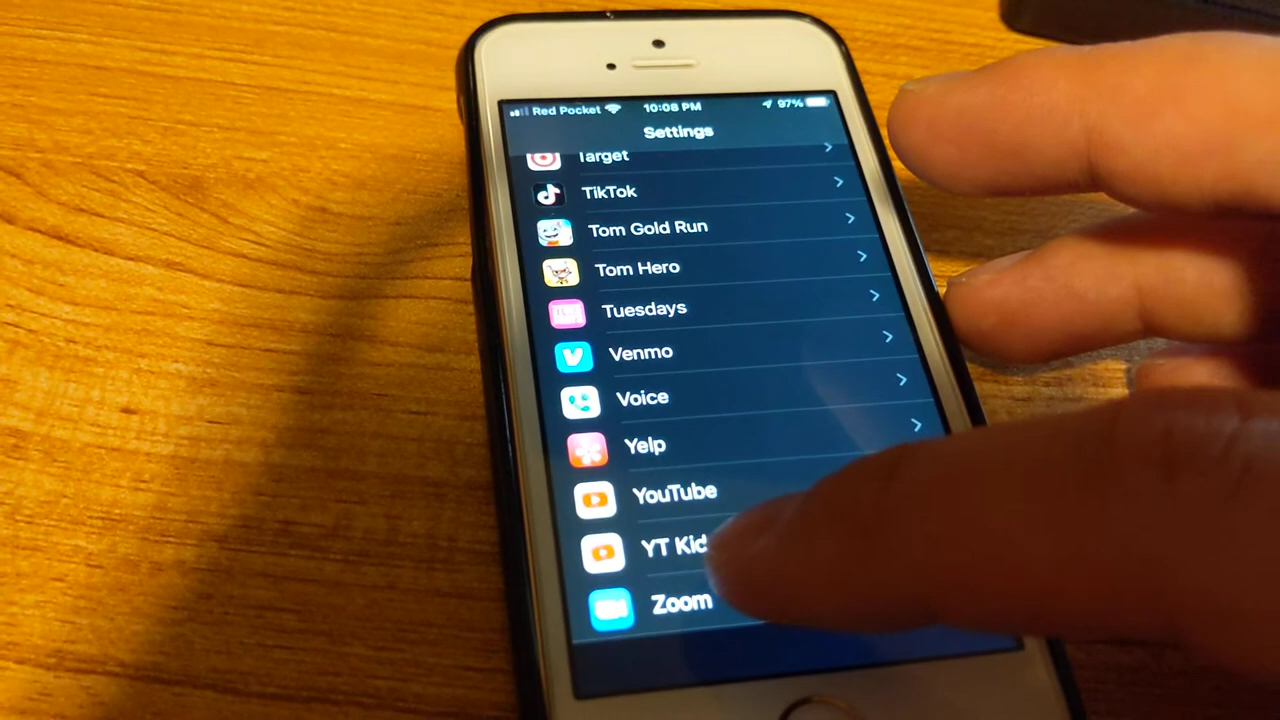 Red Pocket 10:08 PM 97%
Settings
Target
TikTok
Tom Gold Run
Tom Hero
Tuesdays
Venmo
Voice
Yelp
YouTube
YT Kid
Zoom